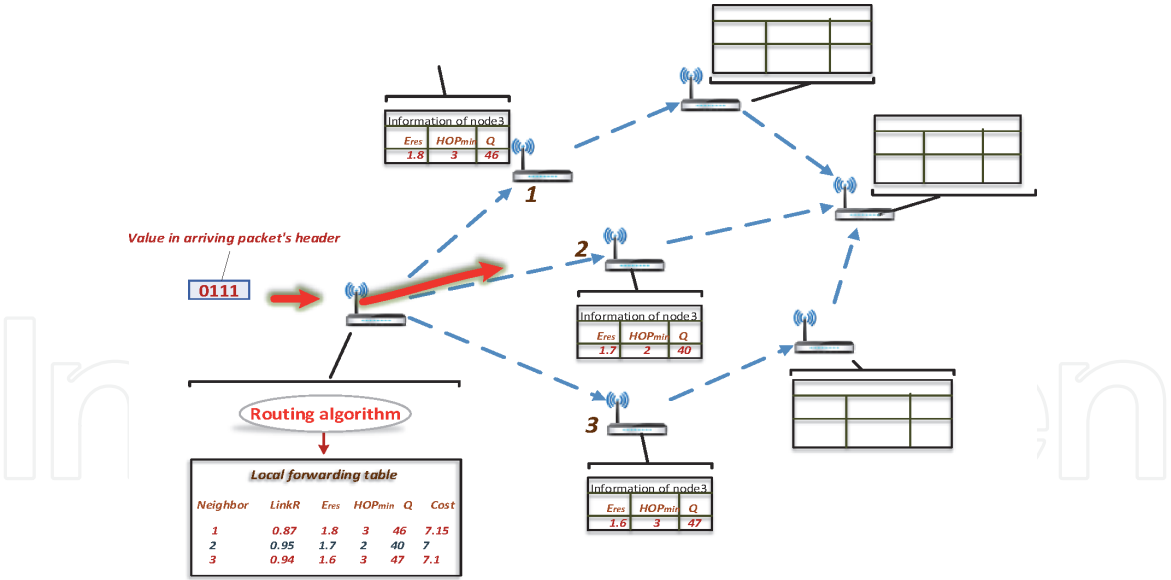 Information of node3
Eres HOPmin Q
1.8 3 46
1
Value in arriving packet's header
0111
2
Information of node3
Eres HOPmin Q
1.7 2 40
3
Routing algorithm
Information of node3
Eres HOPmin Q
1.6 3 47
Local forwarding table
Neighbor LinkR Eres HOPmin Q Cost
1 0.87 1.8 3 46 7.15
2 0.95 1.7 2 40 7
3 0.94 1.6 3 47 7.1